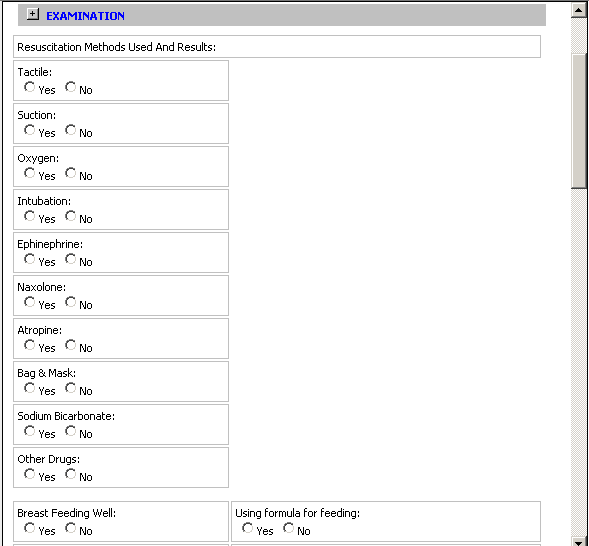 EXAMINATION
Resuscitation Methods Used And Results:
Tactile:
Yes No
Suction:
Yes No
Oxygen:
Yes No
Intubation:
Yes No
Ephinephrine:
Yes No
Naxolone:
Yes No
Atropine:
Yes No
Bag & Mask:
Yes No
Sodium Bicarbonate:
Yes No
Other Drugs:
Yes No
Breast Feeding Well: Using formula for feeding:
Yes No Yes No